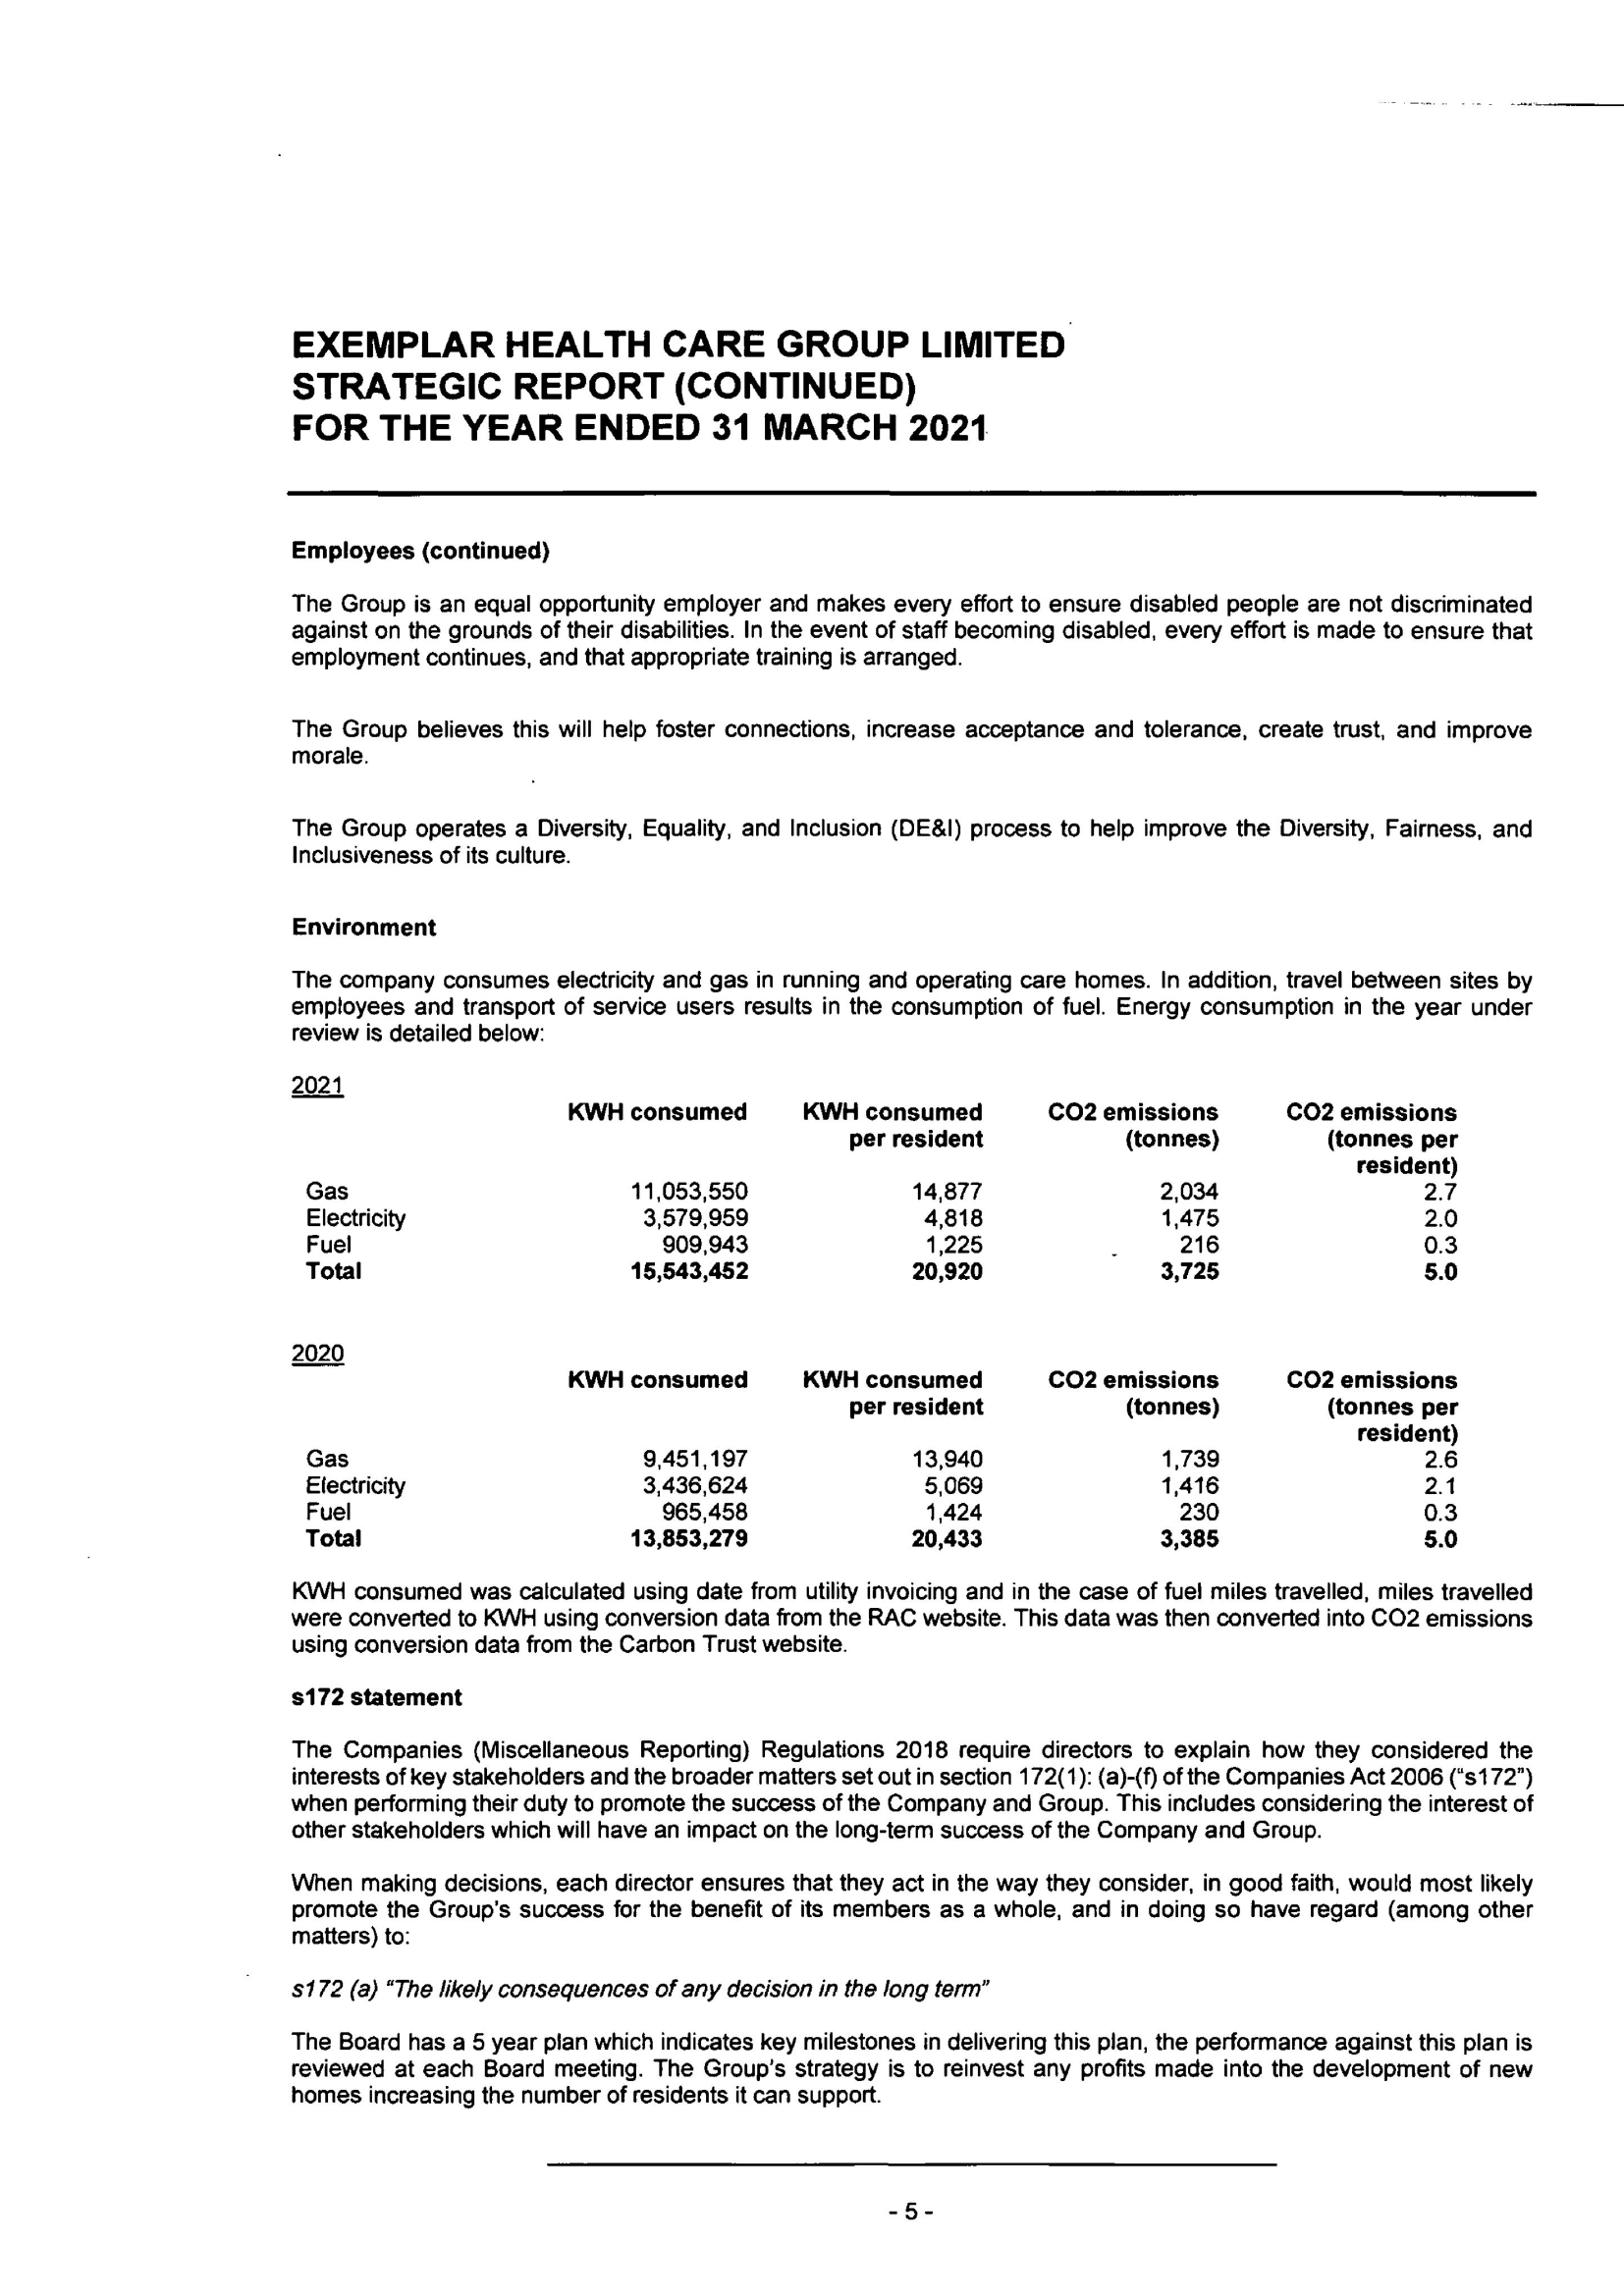 EXEMPLAR HEALTH CARE GROUP LIMITED
STRATEGIC REPORT (CONTINUED)
FOR THE YEAR ENDED 31 MARCH 2021
Employees (continued)
The Group is an equal opportunity employer and makes every effort to ensure disabled people are not discriminated
against on the grounds of their disabilities. In the event of staff becoming disabled, every effort is made to ensure that
employment continues, and that appropriate training is arranged.
The Group believes this will help foster connections, increase acceptance and tolerance, create trust, and improve
morale.
The Group operates a Diversity, Equality, and Inclusion (DE&I) process to help improve the Diversity, Fairness, and
Inclusiveness of its culture.
Environment
The company consumes electricity and gas in running and operating care homes. In addition, travel between sites by
employees and transport of service users results in the consumption of fuel. Energy consumption in the year under
review is detailed below:
2021
KWH consumed KWH consumed CO2 emissions CO2 emissions
per resident (tonnes) (tonnes per
resident)
Gas 11,053,550 14,877 2,034 2.7
Electricity 3,579,959 4,818 1,475 2.0
Fuel 909,943 1,225 216 0.3
Total 15,543,452 20,920 3,725 5.0
2020
KWH consumed KWH consumed CO2 emissions CO2 emissions
per resident (tonnes) (tonnes per
resident)
Gas 9,451,197 13,940 1,739 2.6
Electricity 3,436,624 5,069 1,416 2.1
Fuel 965,458 1,424 230 0.3
Total 13,853,279 20,433 3,385 5.0
KWH consumed was calculated using date from utility invoicing and in the case of fuel miles travelled, miles travelled
were converted to KWH using conversion data from the RAC website. This data was then converted into CO2 emissions
using conversion data from the Carbon Trust website.
s172 statement
The Companies (Miscellaneous Reporting) Regulations 2018 require directors to explain how they considered the
interests of key stakeholders and the broader matters set out in section 172(1): (a)-(f) of the Companies Act 2006 (“s172”)
when performing their duty to promote the success of the Company and Group. This includes considering the interest of
other stakeholders which will have an impact on the long-term success of the Company and Group.
When making decisions, each director ensures that they act in the way they consider, in good faith, would most likely
promote the Group's success for the benefit of its members as a whole, and in doing so have regard (among other
matters) to:
s172 (a) “The likely consequences of any decision in the long term”
The Board has a 5 year plan which indicates key milestones in delivering this plan, the performance against this plan is
reviewed at each Board meeting. The Group's strategy is to reinvest any profits made into the development of new
homes increasing the number of residents it can support.
- 5 -